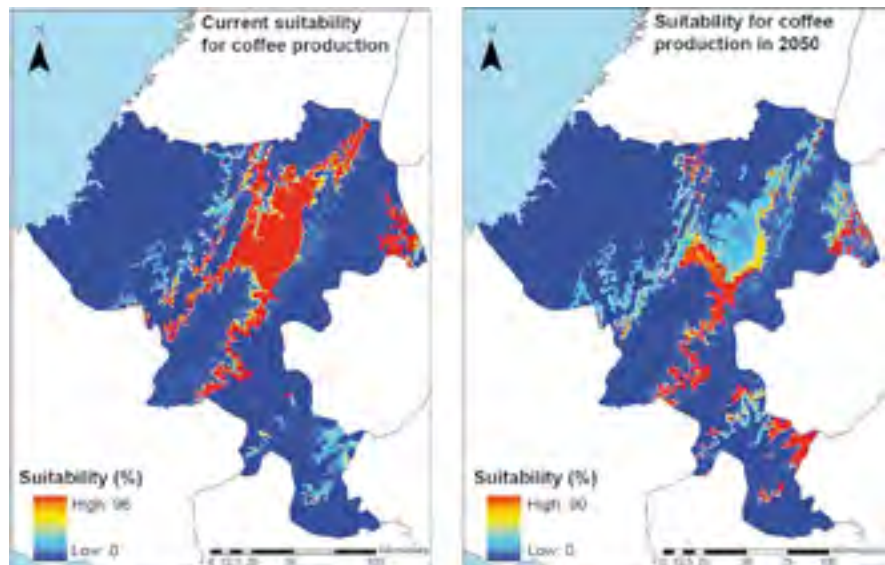 Current suitability
for coffee production
Suitability (%)
High: 96
Low: 0
Suitability for coffee
production in 2050
Suitability (%)
High: 90
Low: 0